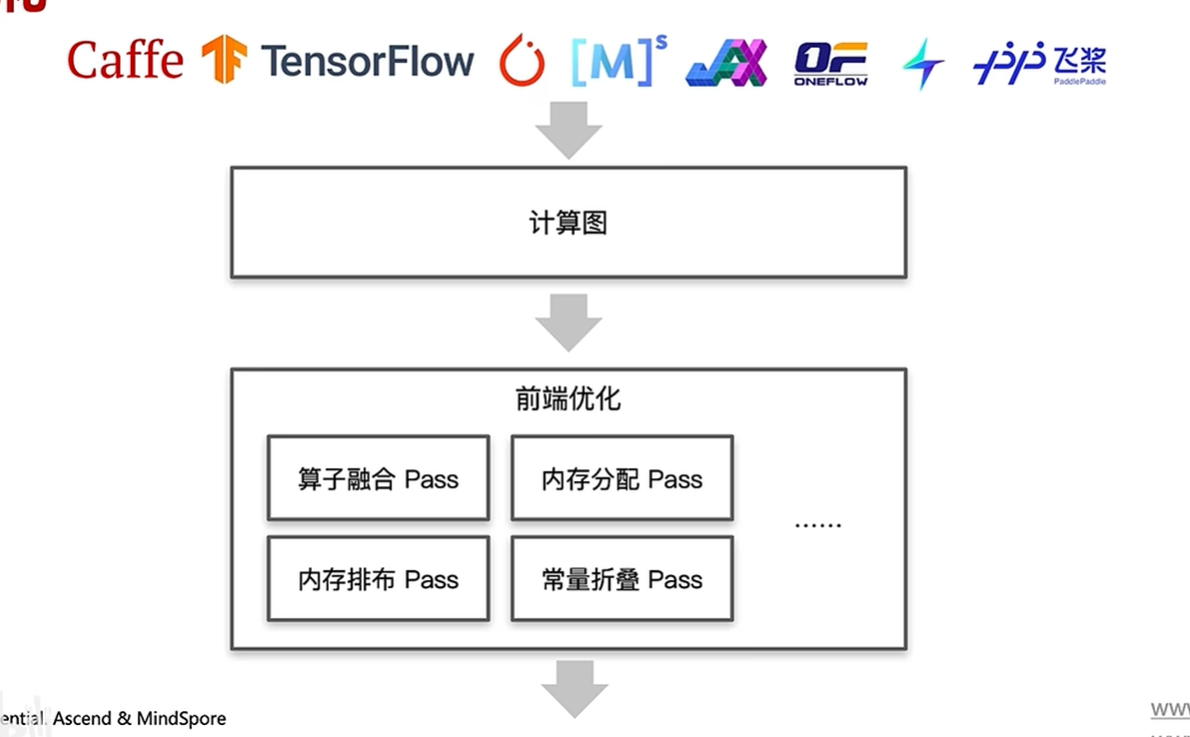 Caffe TensorFlow [M]s JAX OF ONEFLOW 飞桨 PaddlePaddle
计算图
前端优化
算子融合 Pass
内存分配 Pass
......
内存排布 Pass
常量折叠 Pass
ential. Ascend & MindSpore
www